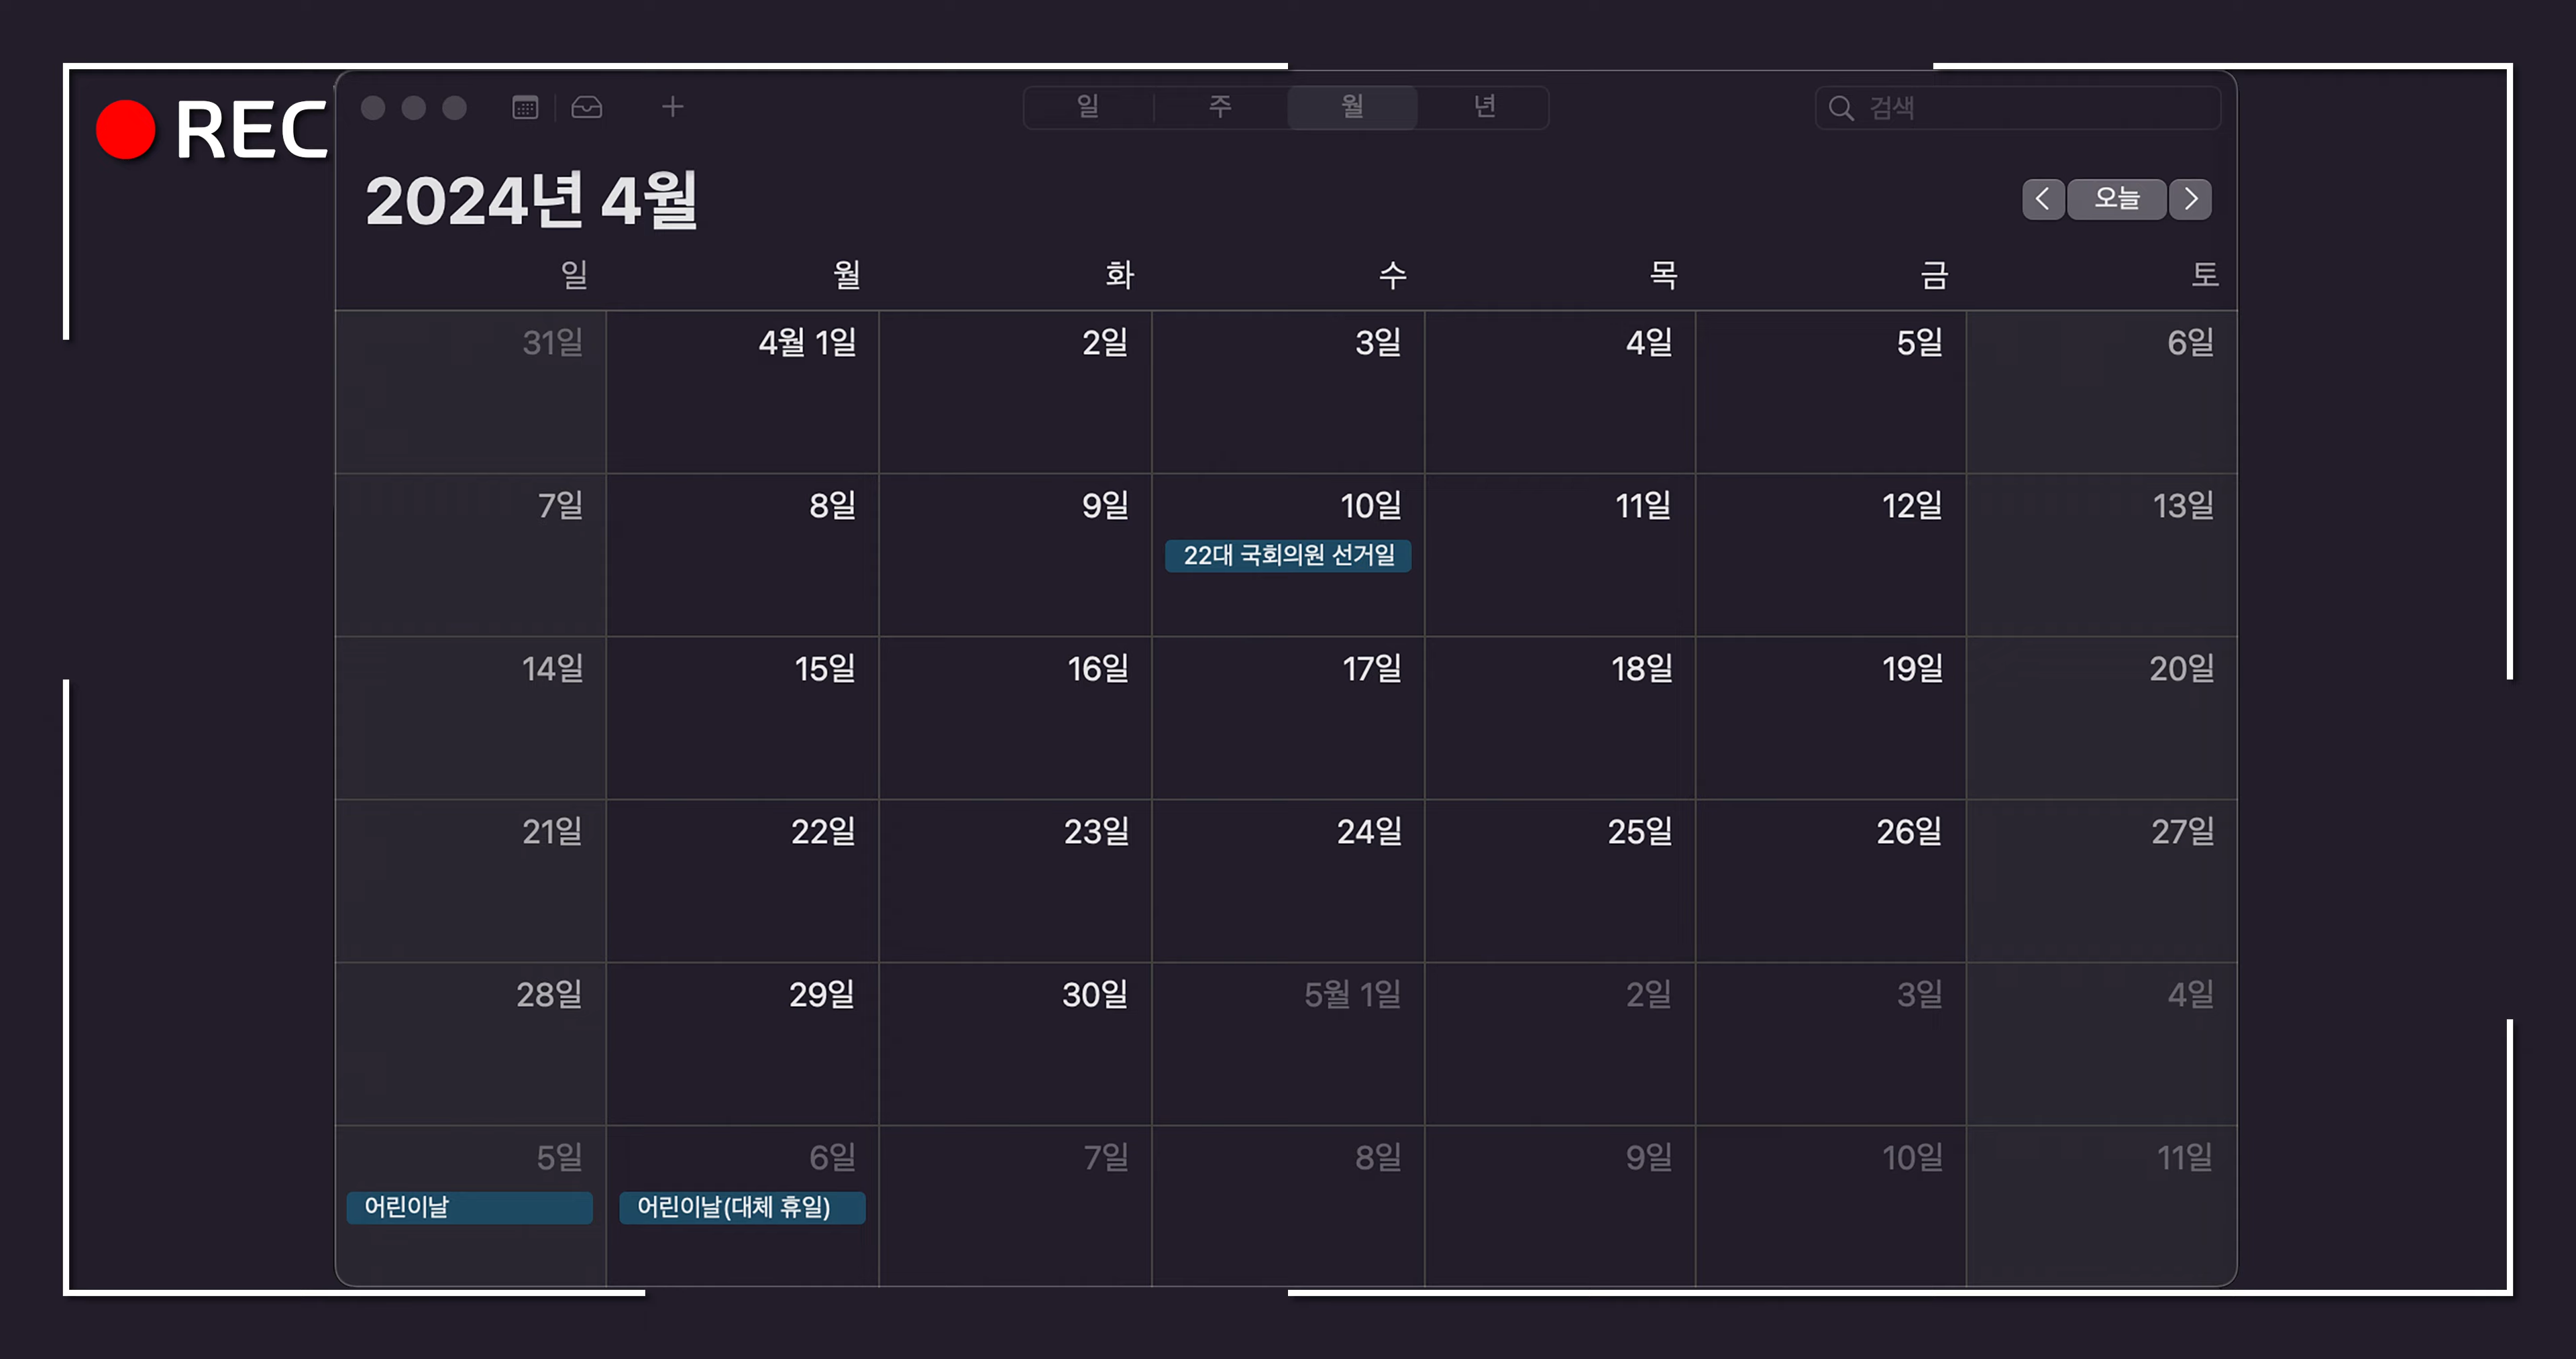 REC
일 주 월 년
검색
2024년 4월
오늘
일 월 화 수 목 금 토
31일 4월 1일 2일 3일 4일 5일 6일
7일 8일 9일 10일 11일 12일 13일
22대 국회의원 선거일
14일 15일 16일 17일 18일 19일 20일
21일 22일 23일 24일 25일 26일 27일
28일 29일 30일 5월 1일 2일 3일 4일
5일 6일 7일 8일 9일 10일 11일
어린이날 어린이날(대체 휴일)